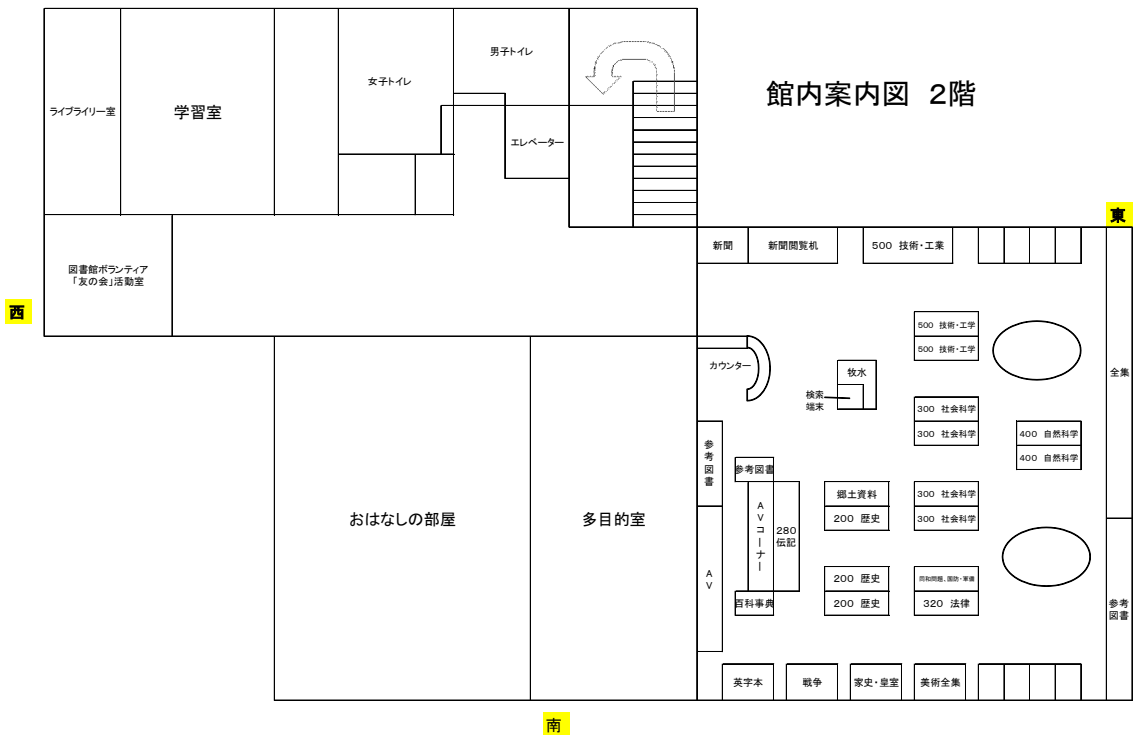 館内案内図 2階
男子トイレ
女子トイレ
ライブライリー室
学習室
エレベーター
東
図書館ボランティア
「友の会」活動室
新聞
新聞閲覧机
500 技術・工業
西
500 技術・工学
500 技術・工学
カウンター
牧水
検索
端末
全集
300 社会科学
300 社会科学
400 自然科学
400 自然科学
参考図書
参考図書
おはなしの部屋
多目的室
AVコーナー
280
伝記
郷土資料
200 歴史
300 社会科学
300 社会科学
AV
200 歴史
200 歴史
同和問題、国防・軍備
320 法律
百科事典
参考
図書
英字本
戦争
家史・皇室
美術全集
南